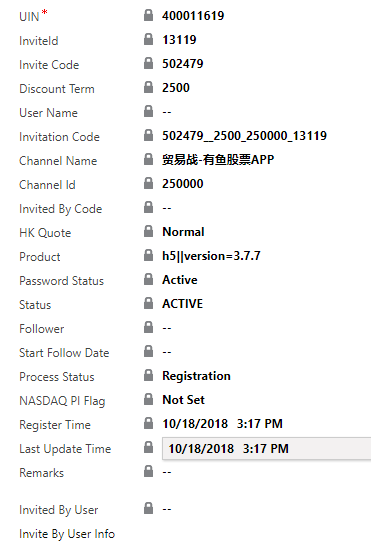 UIN* 400011619
InviteId 13119
Invite Code 502479
Discount Term 2500
User Name --
Invitation Code 502479__2500_250000_13119
Channel Name 贸易战-有鱼股票APP
Channel Id 250000
Invited By Code --
HK Quote Normal
Product h5||version=3.7.7
Password Status Active
Status ACTIVE
Follower --
Start Follow Date --
Process Status Registration
NASDAQ PI Flag Not Set
Register Time 10/18/2018 3:17 PM
Last Update Time 10/18/2018 3:17 PM
Remarks --
Invited By User --
Invite By User Info